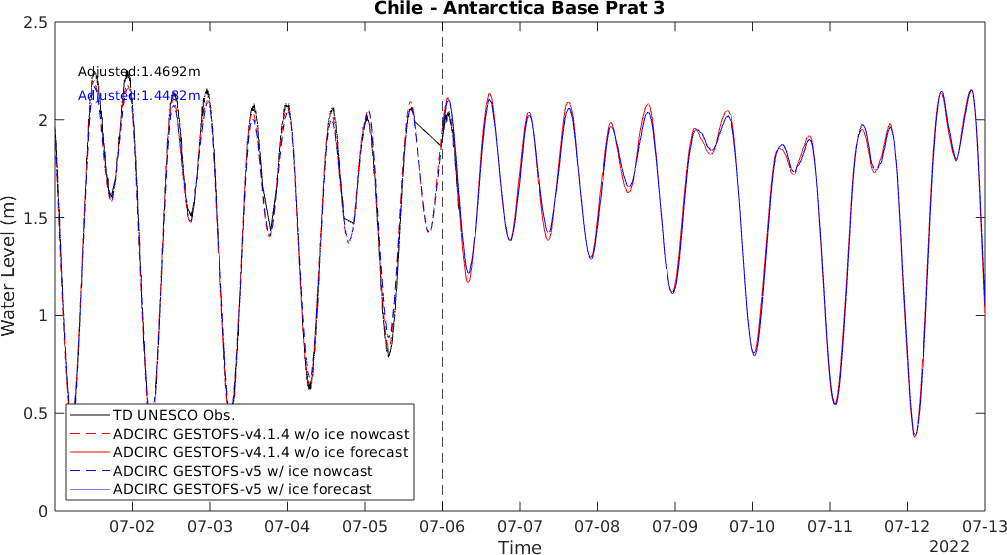 Chile - Antarctica Base Prat 3
2.5
2
1.5
1
0.5
0
Water Level (m)
Adjusted:1.4692m
Adjusted:1.4482m
TD UNESCO Obs.
ADCIRC GESTOFS-v4.1.4 w/o ice nowcast
ADCIRC GESTOFS-v4.1.4 w/o ice forecast
ADCIRC GESTOFS-v5 w/ ice nowcast
ADCIRC GESTOFS-v5 w/ ice forecast
07-02 07-03 07-04 07-05 07-06 07-07 07-08 07-09 07-10 07-11 07-12 07-13
Time
2022